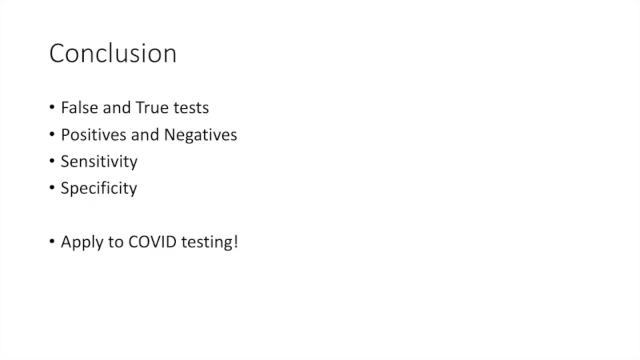 Conclusion
• False and True tests
• Positives and Negatives
• Sensitivity
• Specificity
• Apply to COVID testing!